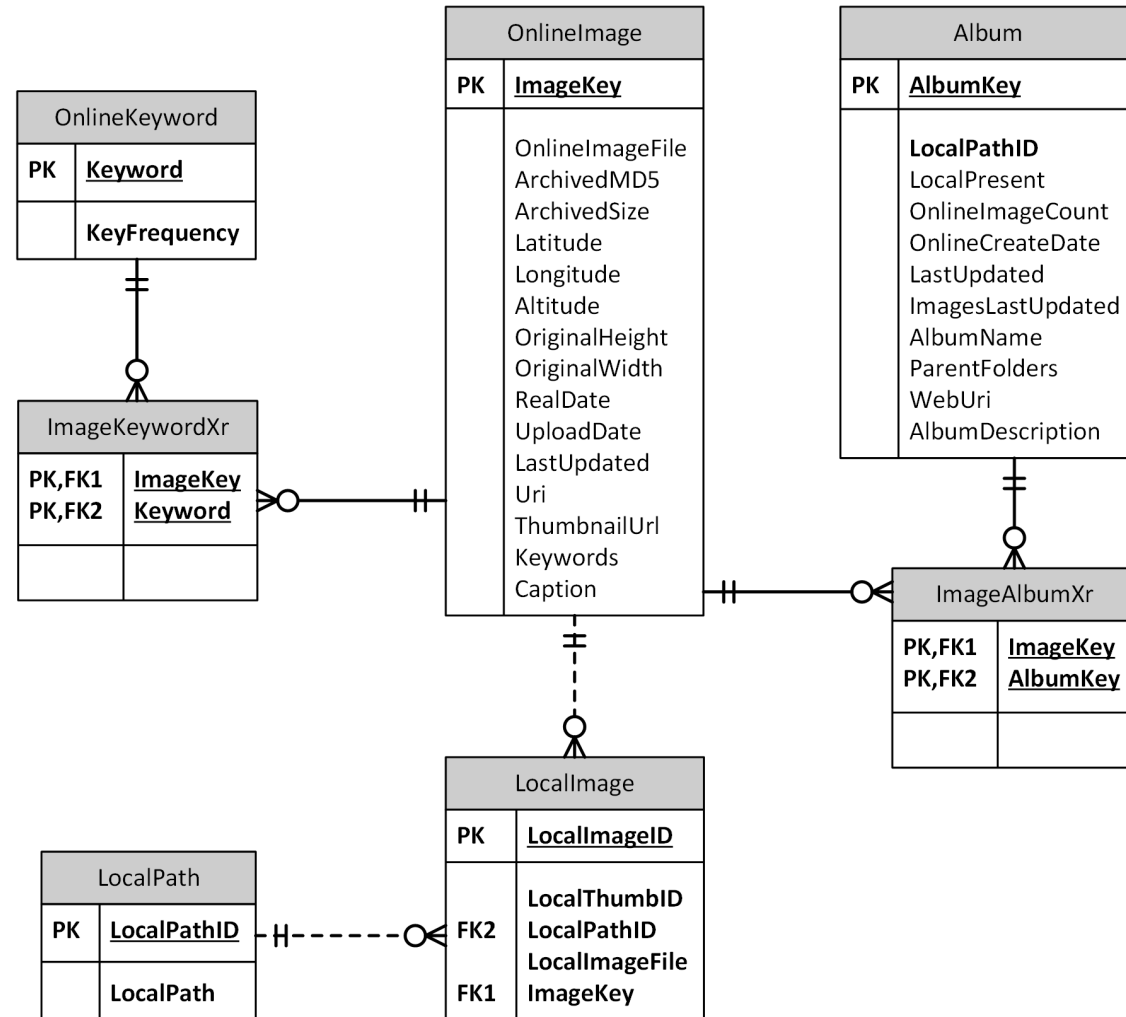 OnlineKeyword
PK Keyword
KeyFrequency
ImageKeywordXr
PK,FK1 ImageKey
PK,FK2 Keyword
OnlineImage
PK ImageKey
OnlineImageFile
ArchivedMD5
ArchivedSize
Latitude
Longitude
Altitude
OriginalHeight
OriginalWidth
RealDate
UploadDate
LastUpdated
Uri
ThumbnailUrl
Keywords
Caption
Album
PK AlbumKey
LocalPathID
LocalPresent
OnlineImageCount
OnlineCreateDate
LastUpdated
ImagesLastUpdated
AlbumName
ParentFolders
WebUri
AlbumDescription
ImageAlbumXr
PK,FK1 ImageKey
PK,FK2 AlbumKey
LocalImage
PK LocalImageID
LocalThumbID
FK2 LocalPathID
LocalImageFile
FK1 ImageKey
LocalPath
PK LocalPathID
LocalPath